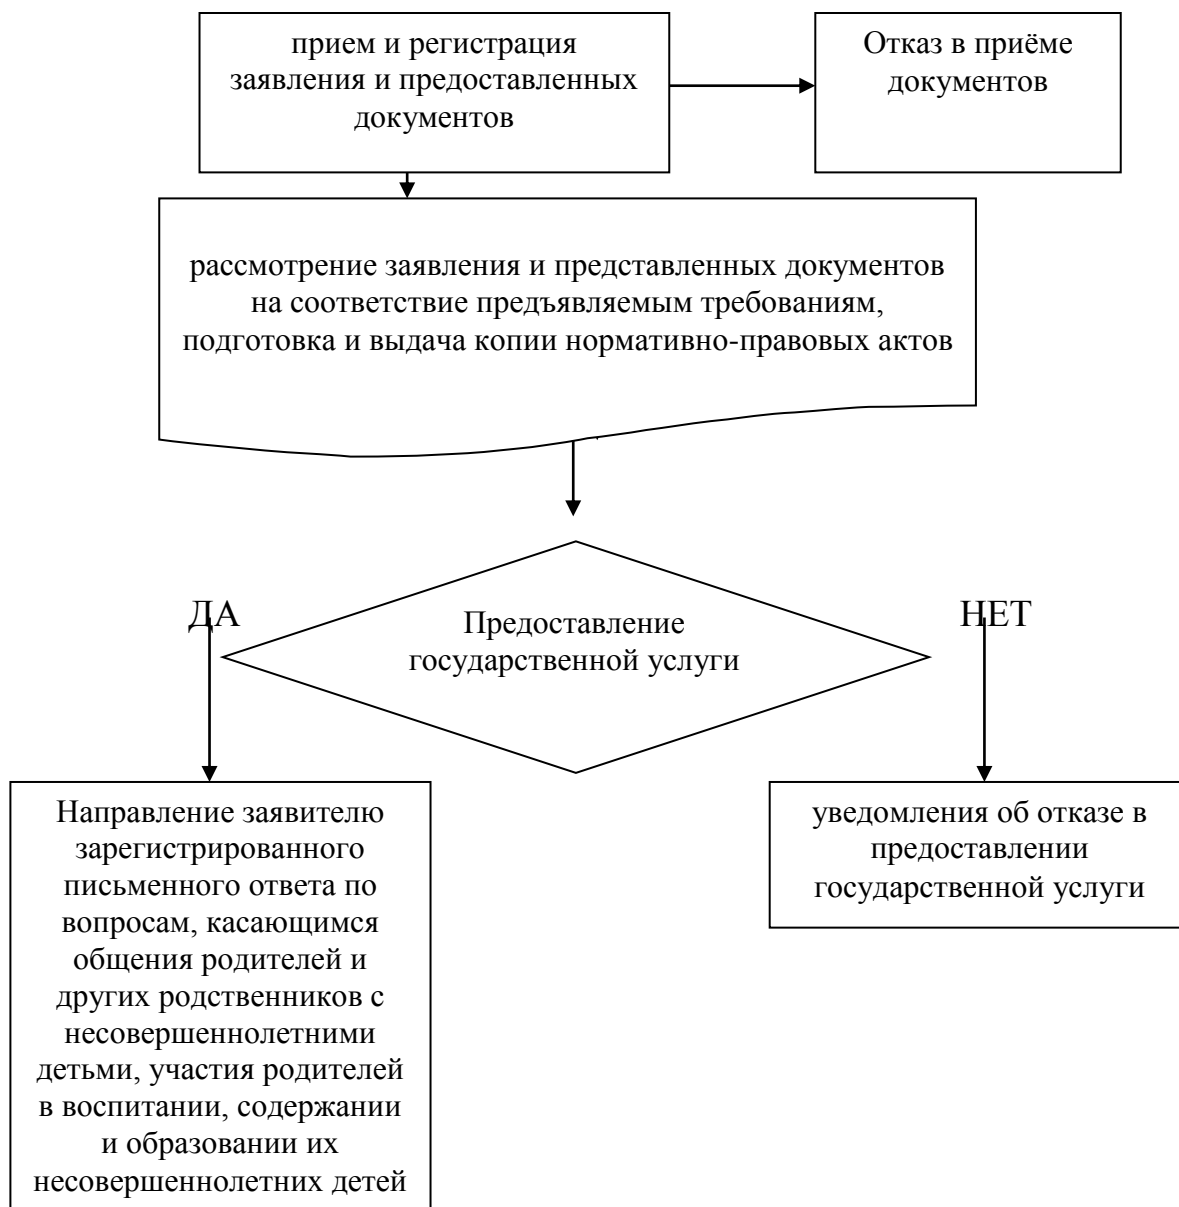 прием и регистрация
заявления и предоставленных
документов
Отказ в приёме
документов
рассмотрение заявления и представленных документов
на соответствие предъявляемым требованиям,
подготовка и выдача копии нормативно-правовых актов
ДА
Предоставление
государственной услуги
НЕТ
Направление заявителю
зарегистрированного
письменного ответа по
вопросам, касающимся
общения родителей и
других родственников с
несовершеннолетними
детьми, участия родителей
в воспитании, содержании
и образовании их
несовершеннолетних детей
уведомления об отказе в
предоставлении
государственной услуги